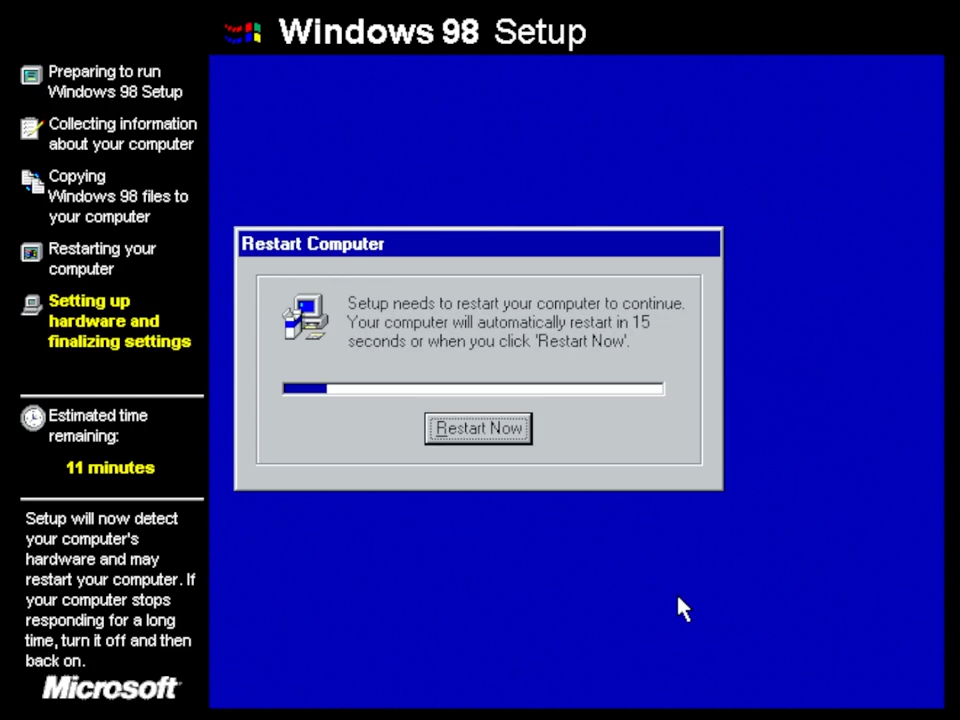 Windows 98 Setup
Preparing to run
Windows 98 Setup
Collecting information
about your computer
Copying
Windows 98 files to
your computer
Restarting your
computer
Setting up
hardware and
finalizing settings
Estimated time
remaining:
11 minutes
Setup will now detect
your computer's
hardware and may
restart your computer. If
your computer stops
responding for a long
time, turn it off and then
back on.
Microsoft
Restart Computer
Setup needs to restart your computer to continue.
Your computer will automatically restart in 15
seconds or when you click 'Restart Now'.
Restart Now